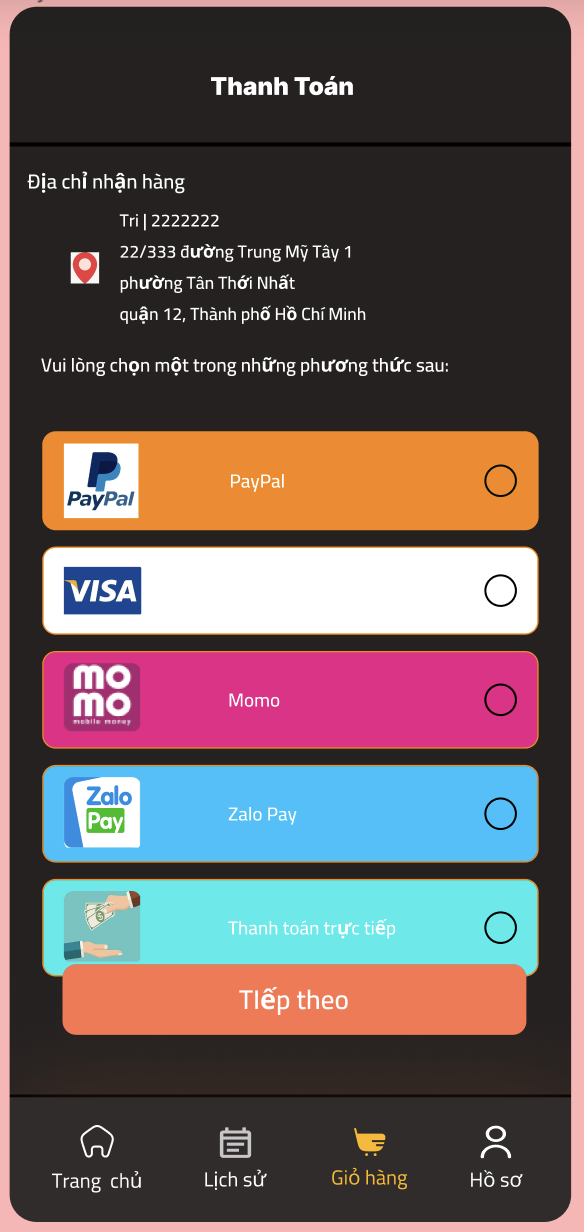 Thanh Toán
Địa chỉ nhận hàng
Tri | 2222222
22/333 đường Trung Mỹ Tây 1
phường Tân Thới Nhất
quận 12, Thành phố Hồ Chí Minh
Vui lòng chọn một trong những phương thức sau:
PayPal
PayPal
VISA
mo
mo
mobile money
Momo
Zalo
Pay
Zalo Pay
Thanh toán trực tiếp
TIếp theo
Trang chủ
Lịch sử
Giỏ hàng
Hồ sơ